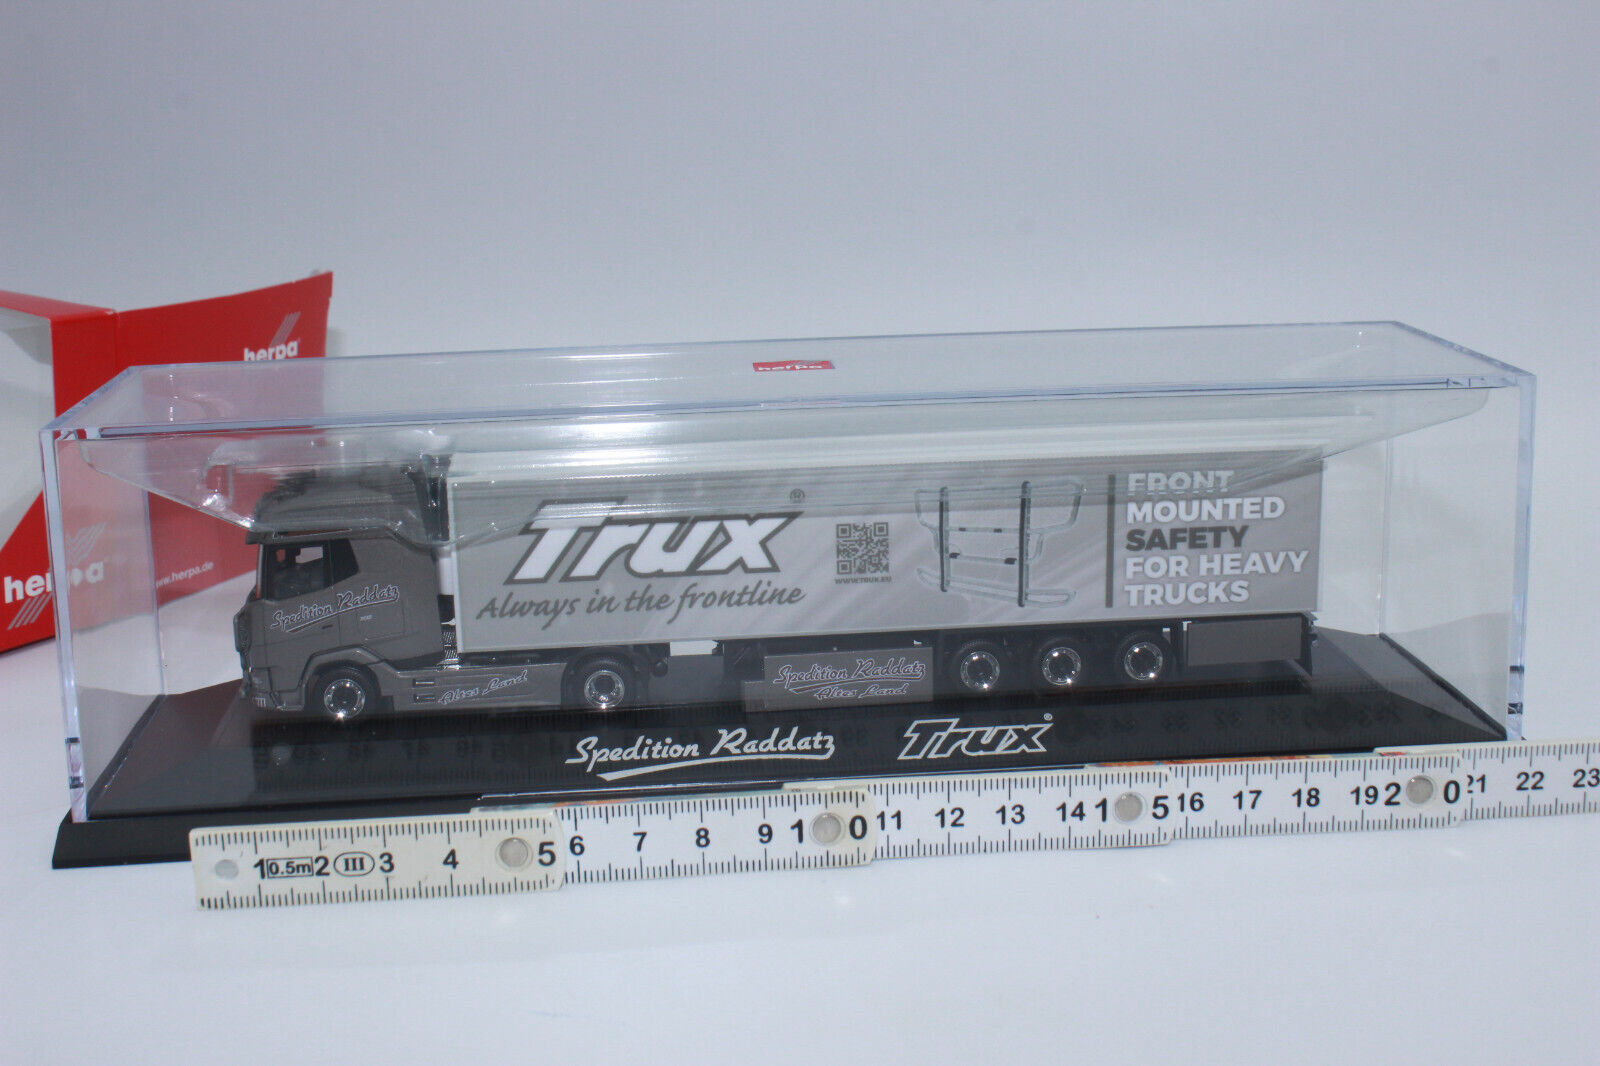 herpa
herpa
www.herpa.de
herpa
Trux®
Always in the frontline
WWW.TRUX.EU
FRONT
MOUNTED
SAFETY
FOR HEAVY
TRUCKS
Spedition Raddatz
Altes Land
Spedition Raddatz
Altes Land
Spedition Raddatz Trux®
1 0.5m 2 III 3 4 5 6 7 8 9 10 11 12 13 14 15 16 17 18 19 20 21 22 23